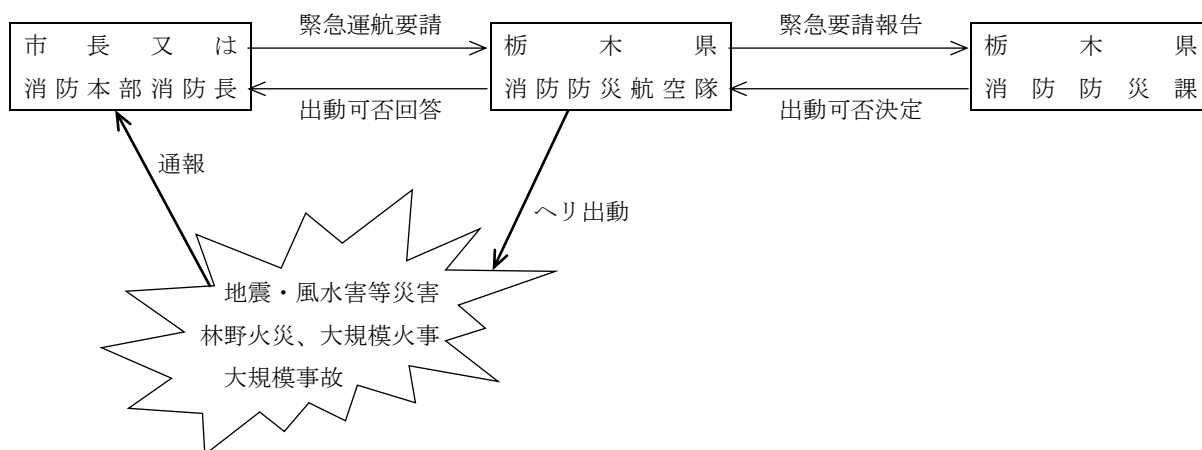 緊急運航要請
緊急要請報告
市長又は
消防本部消防長
栃木県
消防防災航空隊
栃木県
消防防災課
出動可否回答
出動可否決定
通報
ヘリ出動
地震・風水害等災害
林野火災、大規模火事
大規模事故